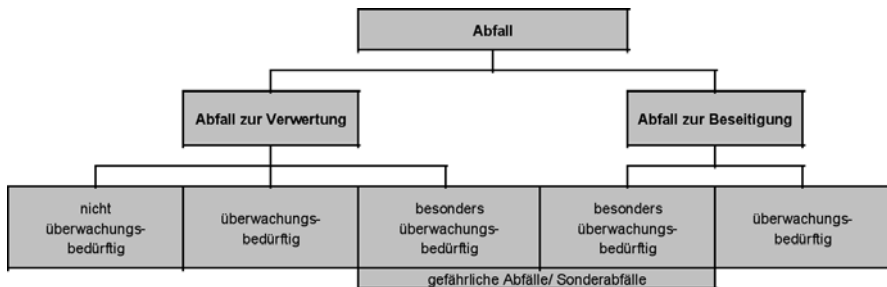 Abfall
Abfall zur Verwertung
Abfall zur Beseitigung
nicht
überwachungs-
bedürftig
überwachungs-
bedürftig
besonders
überwachungs-
bedürftig
besonders
überwachungs-
bedürftig
überwachungs-
bedürftig
gefährliche Abfälle/ Sonderabfälle